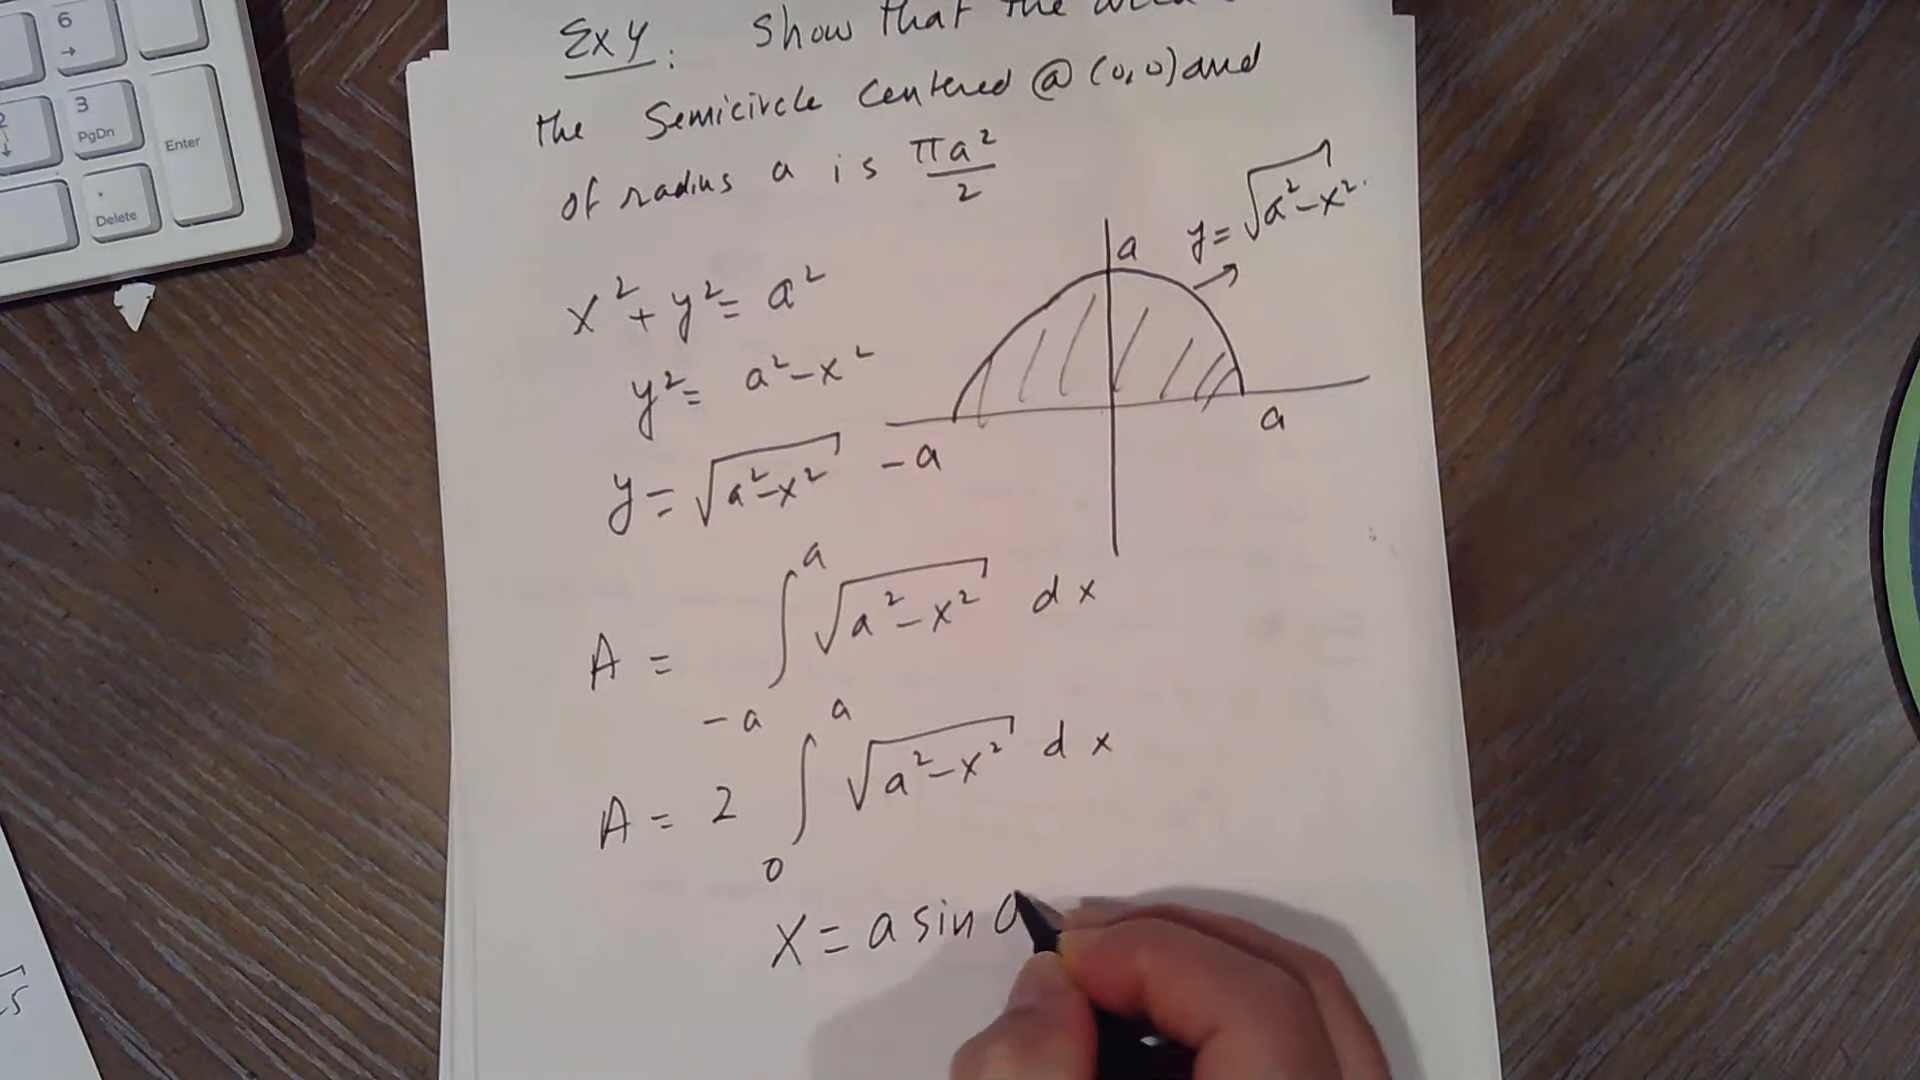 Ex 4: Show that the area
the Semicircle Centered @ (0,0) and
of radius a is πa²/2
x² + y² = a²
y² = a² - x²
y = √(a² - x²)
a
y = √(a² - x²)
-a
a
A = ∫_{-a}^{a} √(a² - x²) dx
A = 2 ∫_{0}^{a} √(a² - x²) dx
x = a sin
6
→
3
PgDn
Enter
2
↓
.
Delete